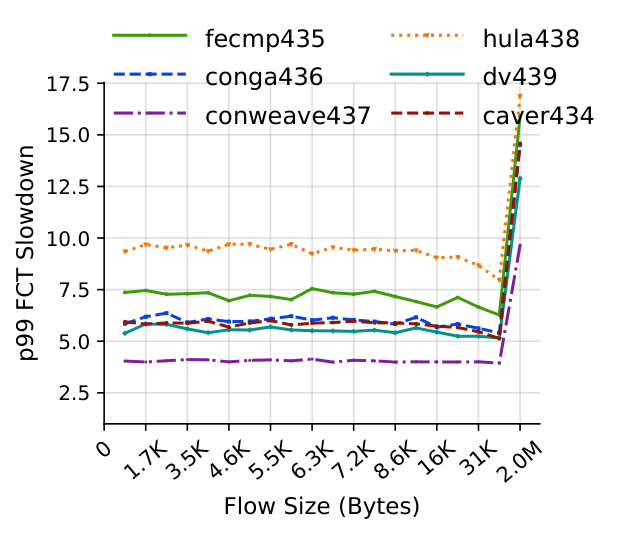 fecmp435 hula438
conga436 dv439
conweave437 caver434
17.5
15.0
12.5
10.0
7.5
5.0
2.5
p99 FCT Slowdown
0 1.7K 3.5K 4.6K 5.5K 6.3K 7.2K 8.6K 16K 31K 2.0M
Flow Size (Bytes)